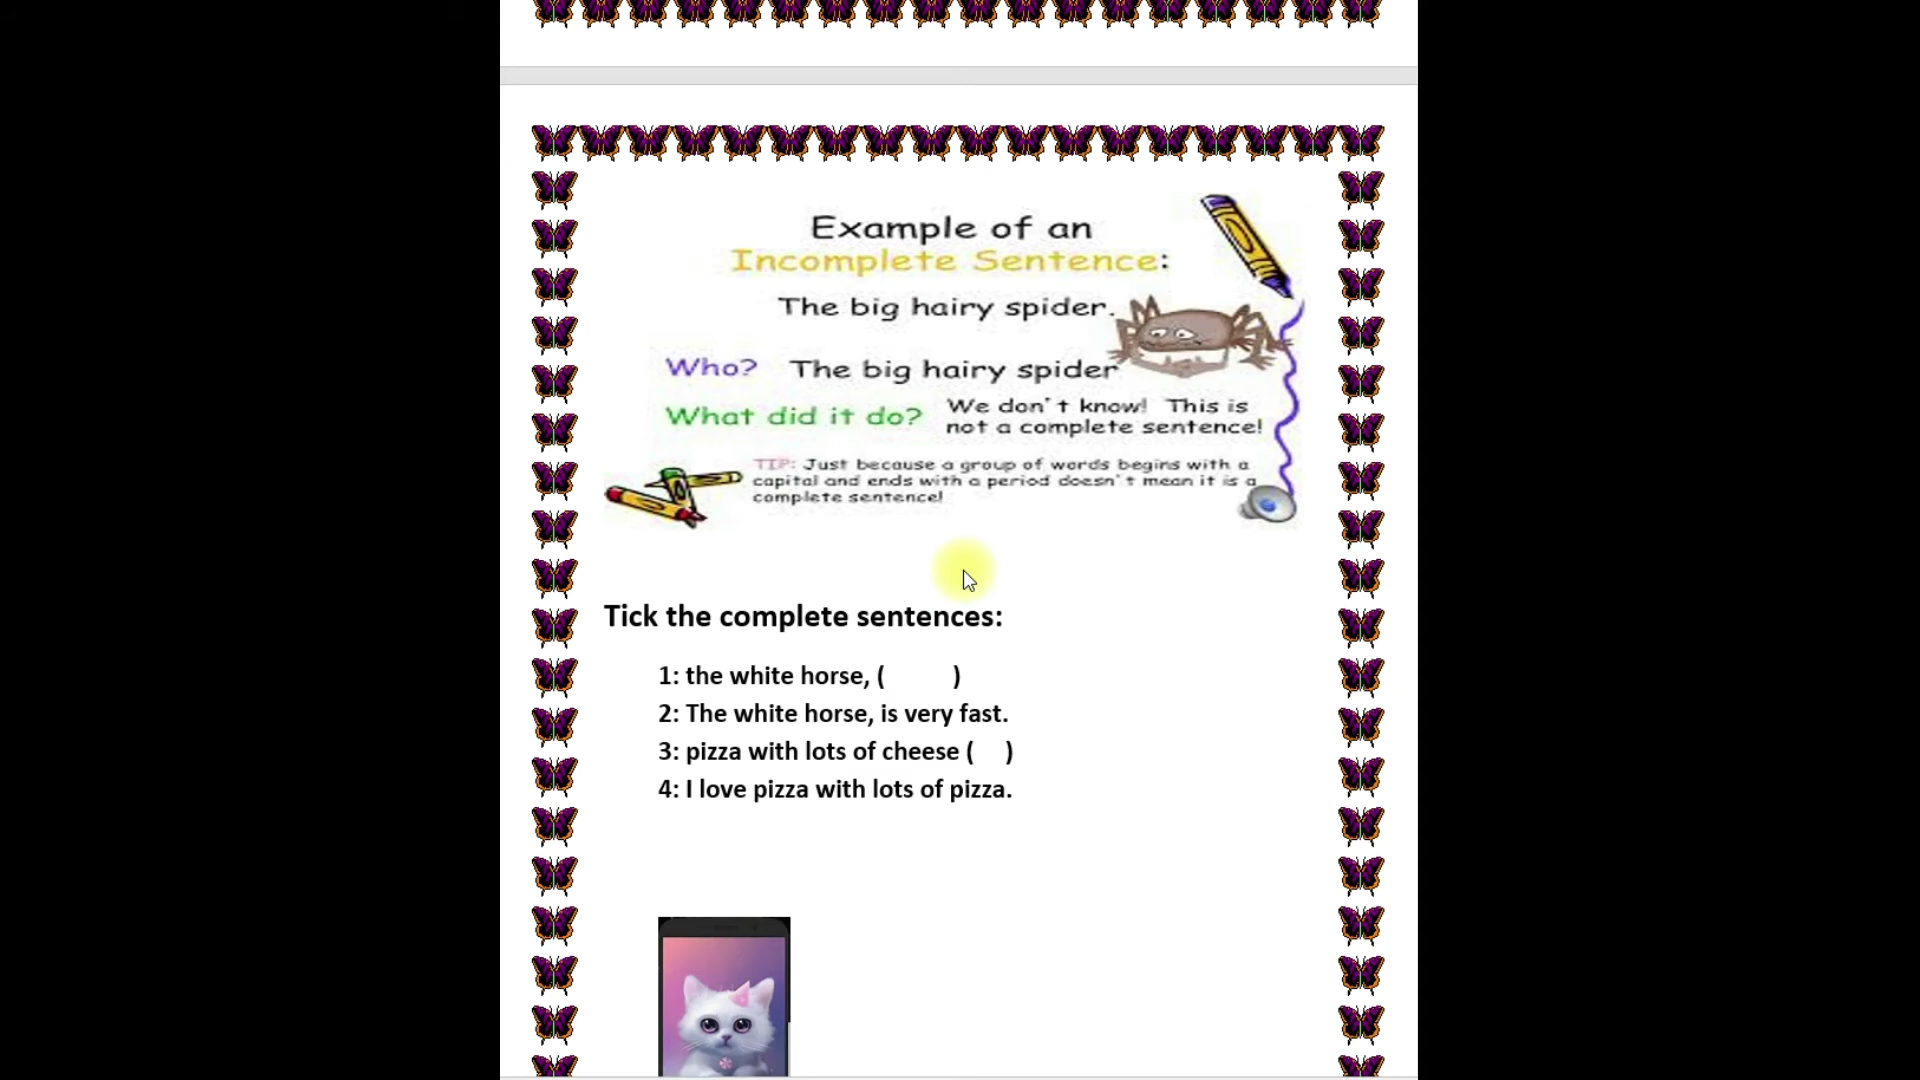 Example of an
Incomplete Sentence:
The big hairy spider.
Who? The big hairy spider
What did it do? We don't know! This is
not a complete sentence!
TIP: Just because a group of words begins with a
capital and ends with a period doesn't mean it is a
complete sentence!
Tick the complete sentences:
1: the white horse, ( )
2: The white horse, is very fast.
3: pizza with lots of cheese ( )
4: I love pizza with lots of pizza.